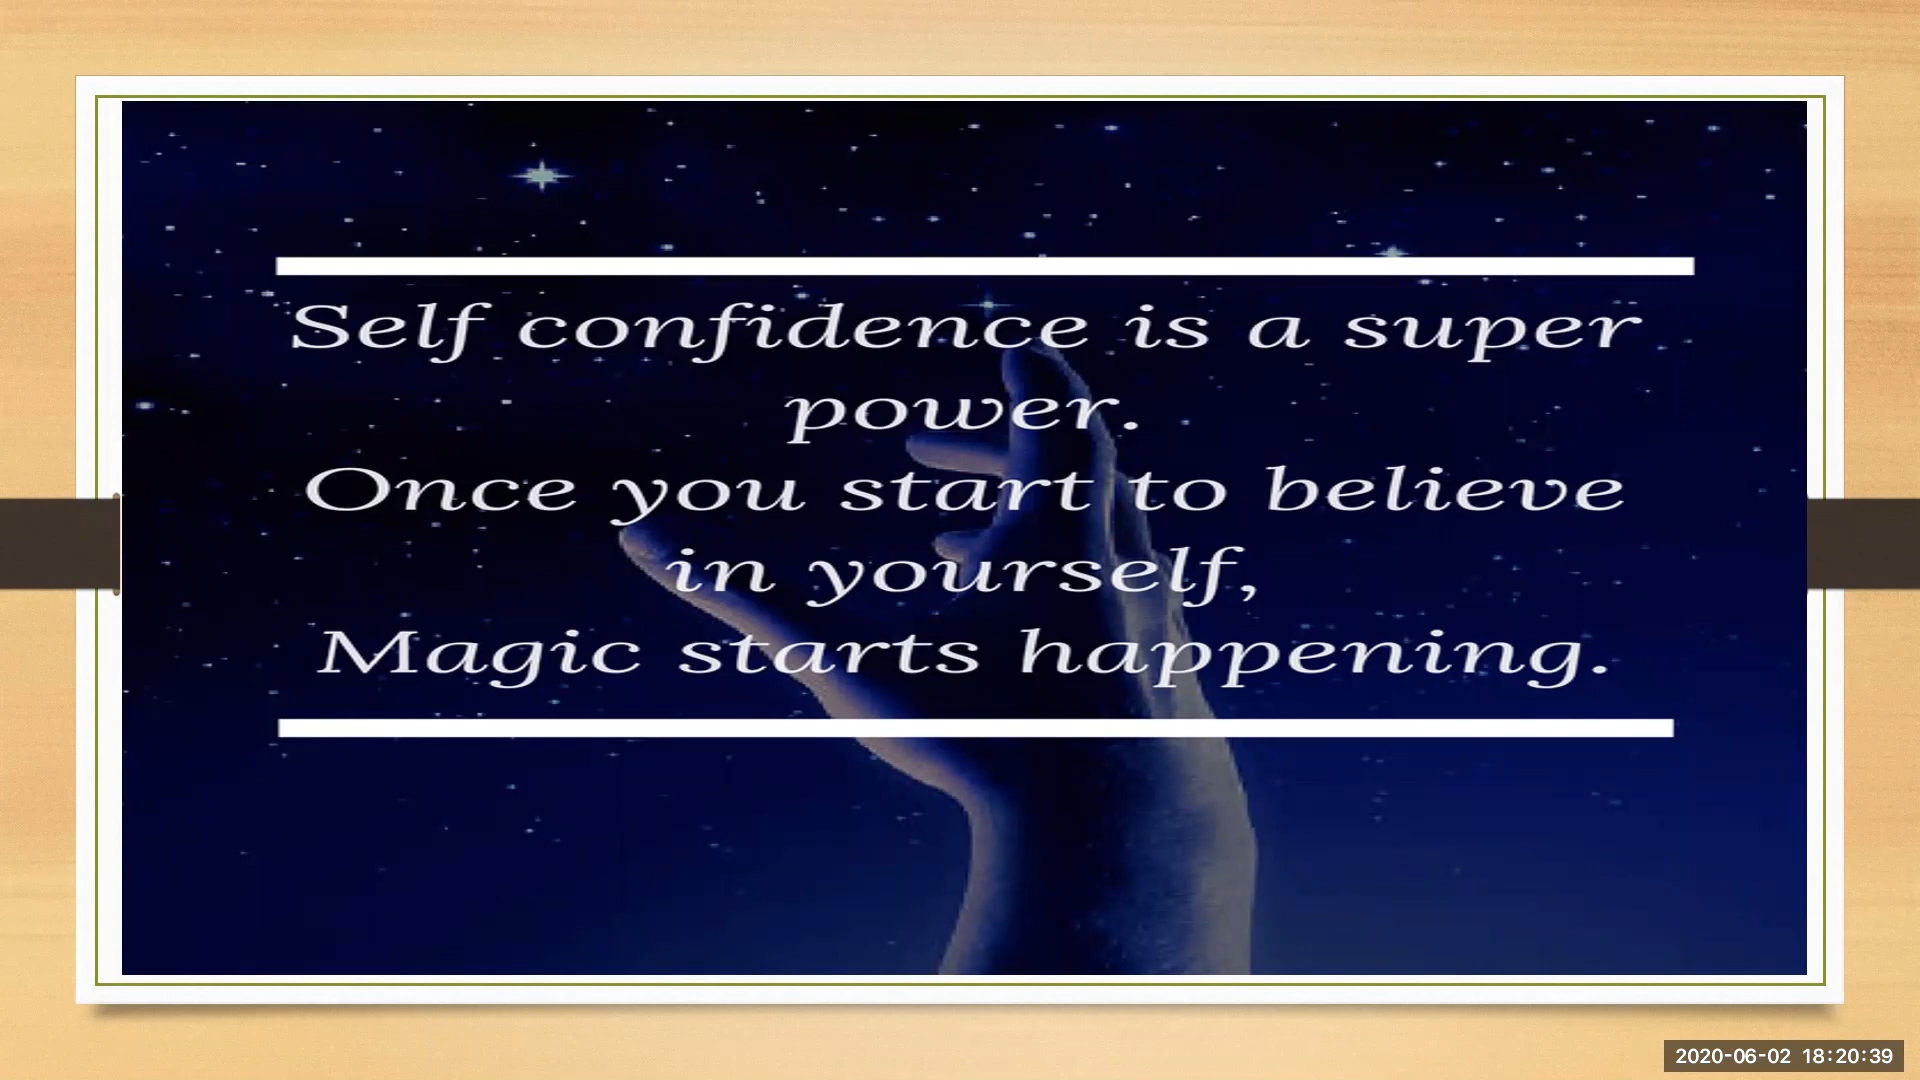 Self confidence is a super
power.
Once you start to believe
in yourself,
Magic starts happening.
2020-06-02 18:20:39